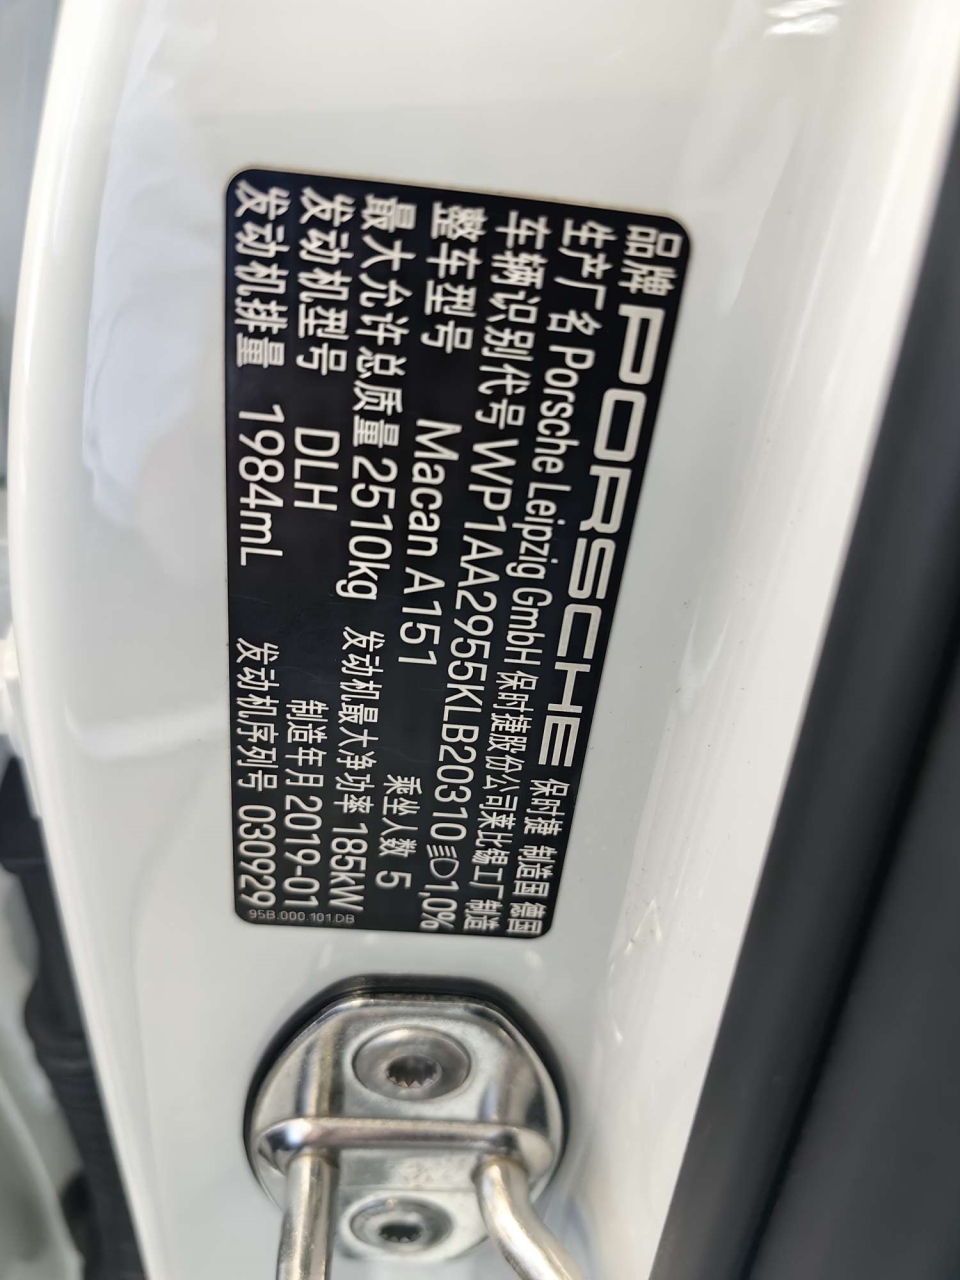 品牌 PORSCHE 保时捷 制造国 德国
生产厂名 Porsche Leipzig GmbH 保时捷股份公司莱比锡工厂制造
车辆识别代号 WP1AA2955KLB20310 1,0%
整车型号 Macan A151 乘坐人数 5
最大允许总质量 2510kg 发动机最大净功率 185kW
发动机型号 DLH 制造年月 2019-01
发动机排量 1984mL 发动机序列号 030929
95B.000.101.DB